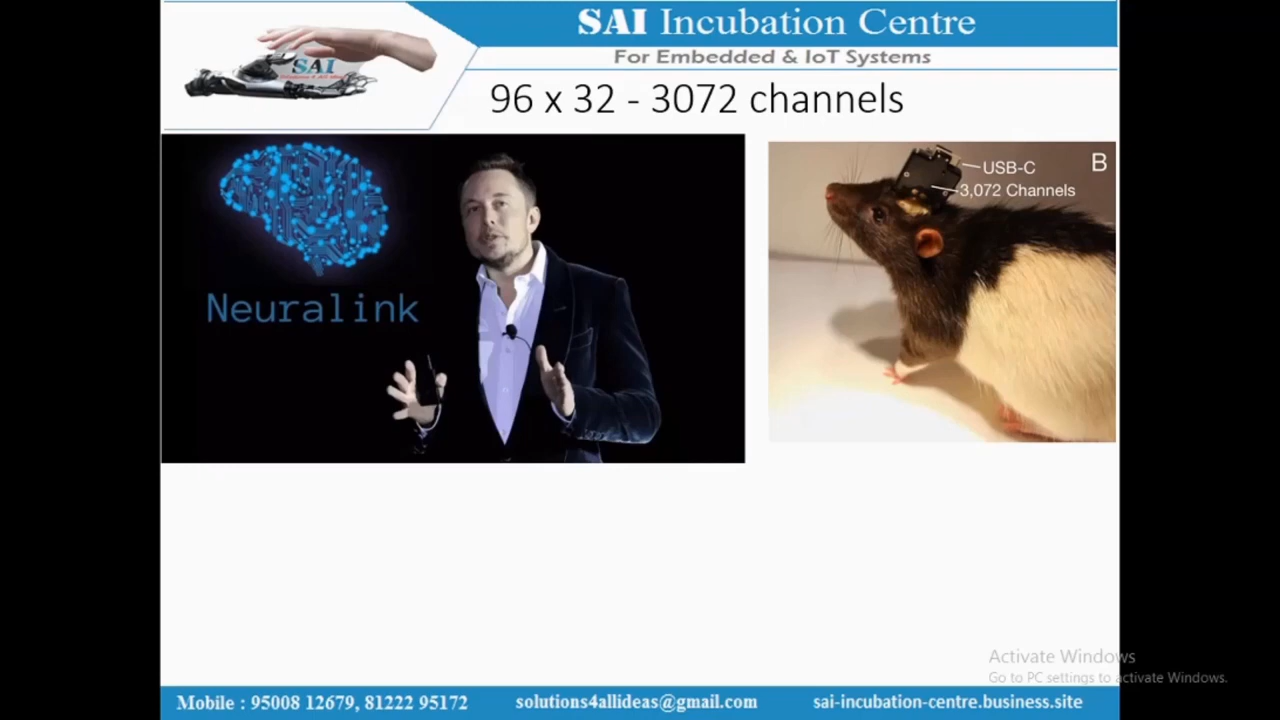 SAI Incubation Centre
For Embedded & IoT Systems
SAI
96 x 32 - 3072 channels
Neuralink
USB-C
B
3,072 Channels
Activate Windows
Go to PC settings to activate Windows.
Mobile : 95008 12679, 81222 95172
solutions4allideas@gmail.com
sai-incubation-centre.business.site